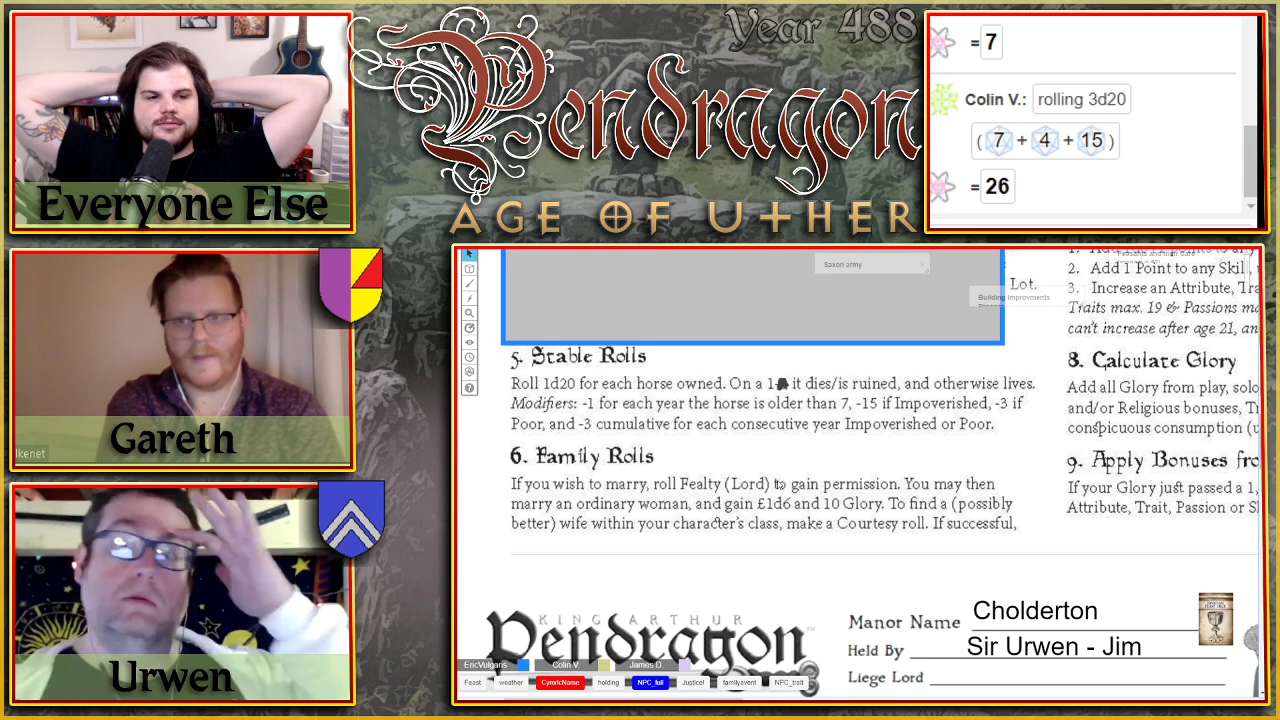 Year 488
Pendragon
AGE OF UTHER
Everyone Else
Gareth
lkenet
Urwen
= 7
Colin V.: rolling 3d20
( 7 + 4 + 15 )
= 26
Saxon army
Lot.
Building Improvments
5. Stable Rolls
Roll 1d20 for each horse owned. On a 1- it dies/is ruined, and otherwise lives.
Modifiers: -1 for each year the horse is older than 7, -15 if Impoverished, -3 if
Poor, and -3 cumulative for each consecutive year Impoverished or Poor.
6. Family Rolls
If you wish to marry, roll Fealty (Lord) to gain permission. You may then
marry an ordinary woman, and gain £1d6 and 10 Glory. To find a (possibly
better) wife within your character's class, make a Courtesy roll. If successful,
2. Add 1 Point to any Skill,
3. Increase an Attribute, Tra
Traits max. 19 & Passions ma
can't increase after age 21, an
8. Calculate Glory
Add all Glory from play, solo
and/or Religious bonuses, Tr
conspicuous consumption (u
9. Apply Bonuses fro
If your Glory just passed a 1,
Attribute, Trait, Passion or S
KING ARTHUR
Pendragon
Manor Name Cholderton
Held By Sir Urwen - Jim
Liege Lord
EricVulgaris Colin V James D.
Feast weather CymricName holding NPC_full Justice! familyevent NPC_trait